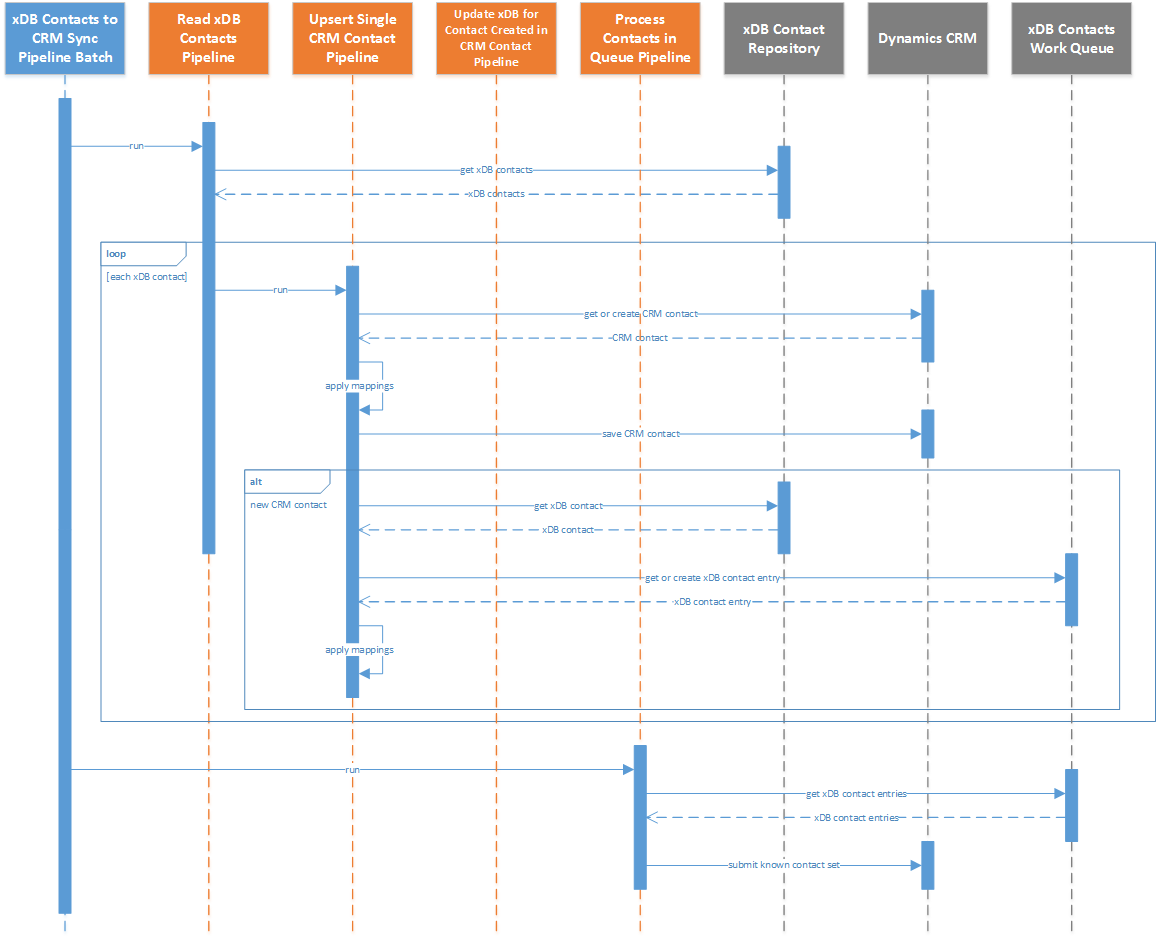 xDB Contacts to
CRM Sync
Pipeline Batch
Read xDB
Contacts
Pipeline
Upsert Single
CRM Contact
Pipeline
Update xDB for
Contact Created in
CRM Contact
Pipeline
Process
Contacts in
Queue Pipeline
xDB Contact
Repository
Dynamics CRM
xDB Contacts
Work Queue
run
get xDB contacts
xDB contacts
loop
[each xDB contact]
run
get or create CRM contact
CRM contact
apply mappings
save CRM contact
alt
new CRM contact
get xDB contact
xDB contact
get or create xDB contact entry
xDB contact entry
apply mappings
run
get xDB contact entries
xDB contact entries
submit known contact set